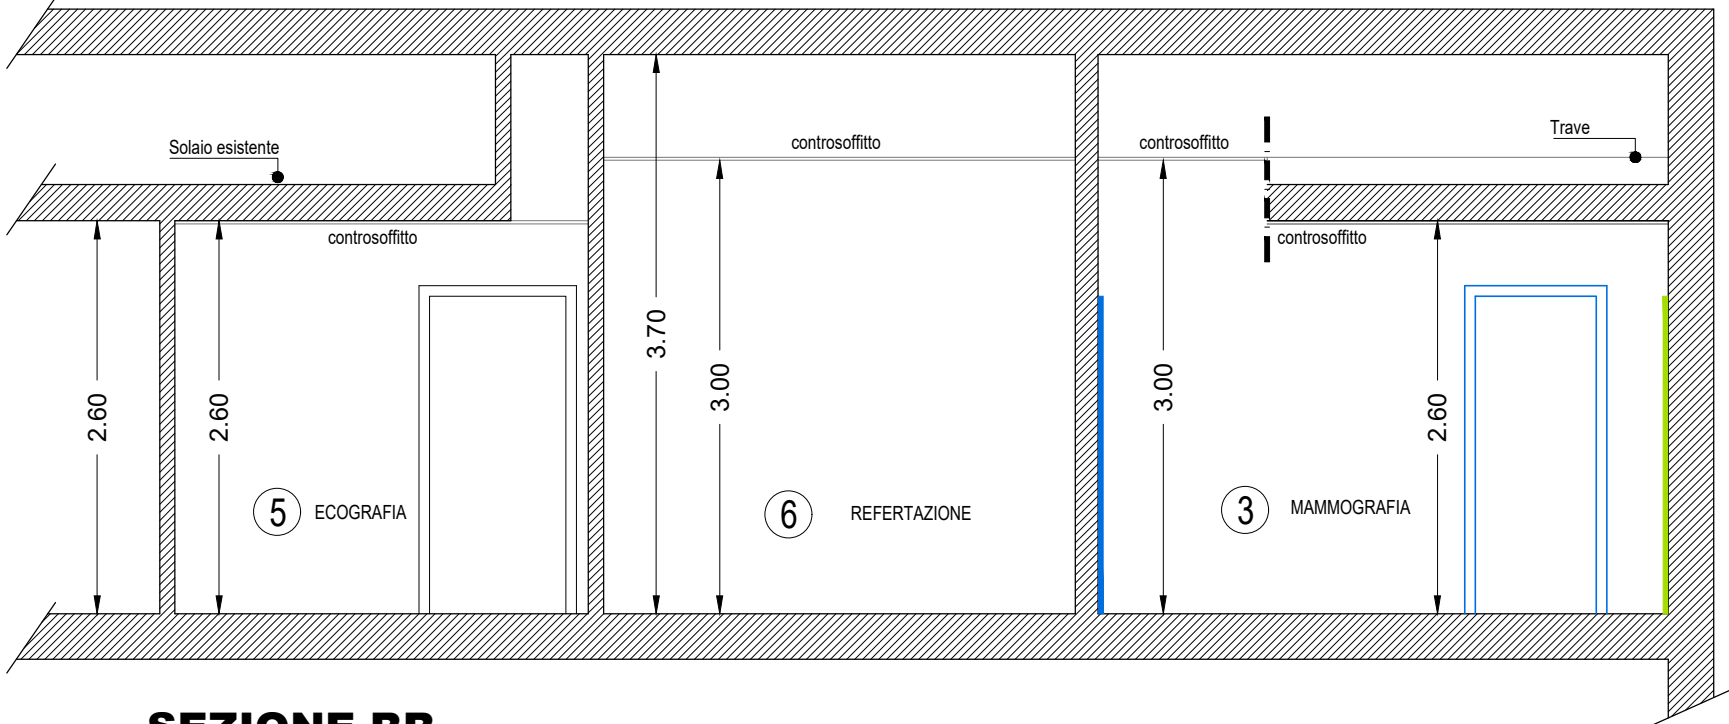 controsoffitto
controsoffitto
Trave
Solaio esistente
controsoffitto
controsoffitto
2.60
2.60
3.70
3.00
3.00
2.60
5 ECOGRAFIA
6 REFERTAZIONE
3 MAMMOGRAFIA
SEZIONE BB